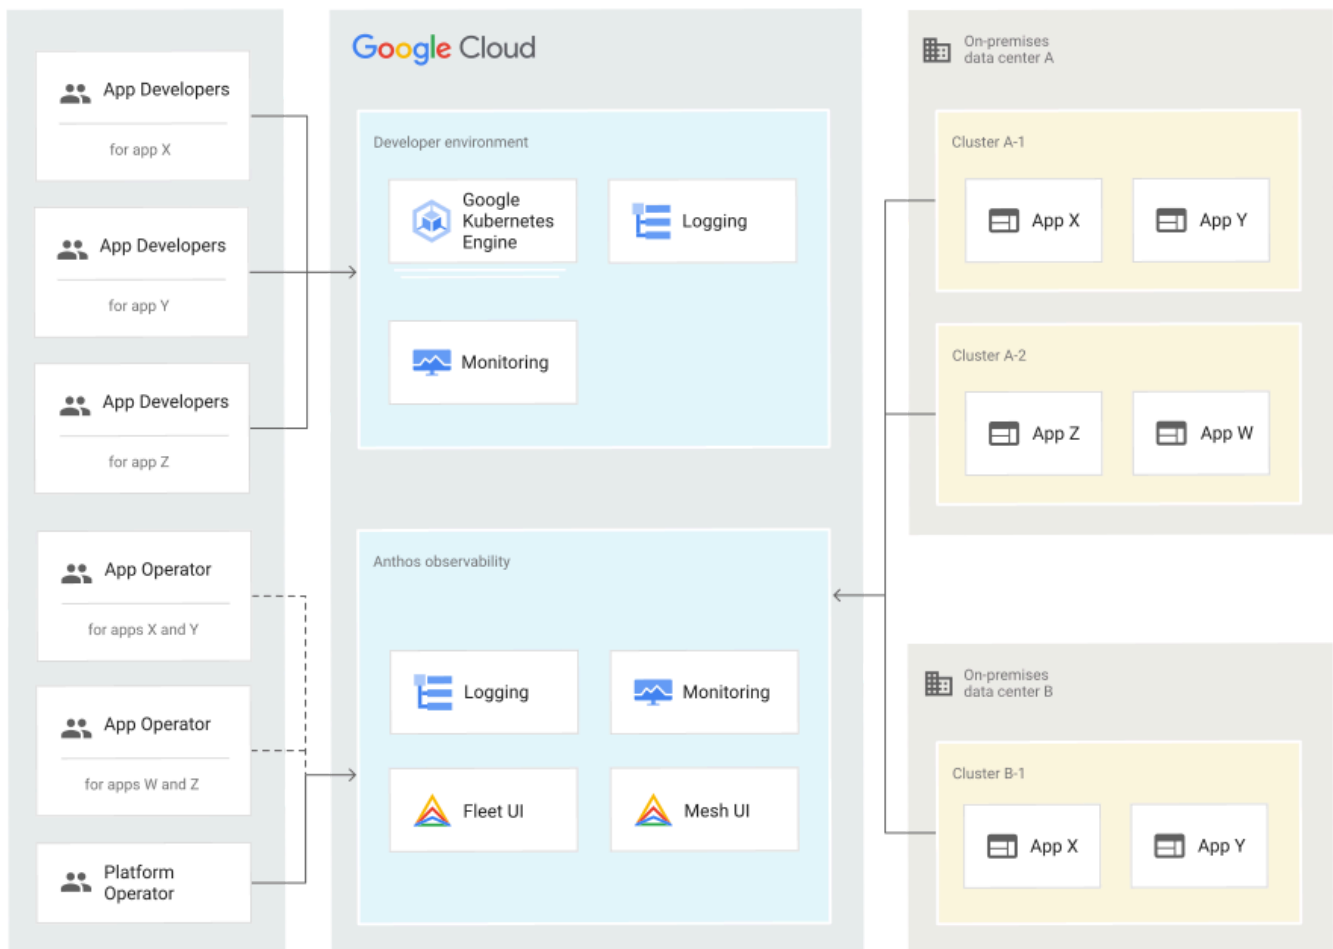 App Developers
for app X
App Developers
for app Y
App Developers
for app Z
App Operator
for apps X and Y
App Operator
for apps W and Z
Platform
Operator
Google Cloud
Developer environment
Google
Kubernetes
Engine
Logging
Monitoring
Anthos observability
Logging
Monitoring
Fleet UI
Mesh UI
On-premises
data center A
Cluster A-1
App X
App Y
Cluster A-2
App Z
App W
On-premises
data center B
Cluster B-1
App X
App Y